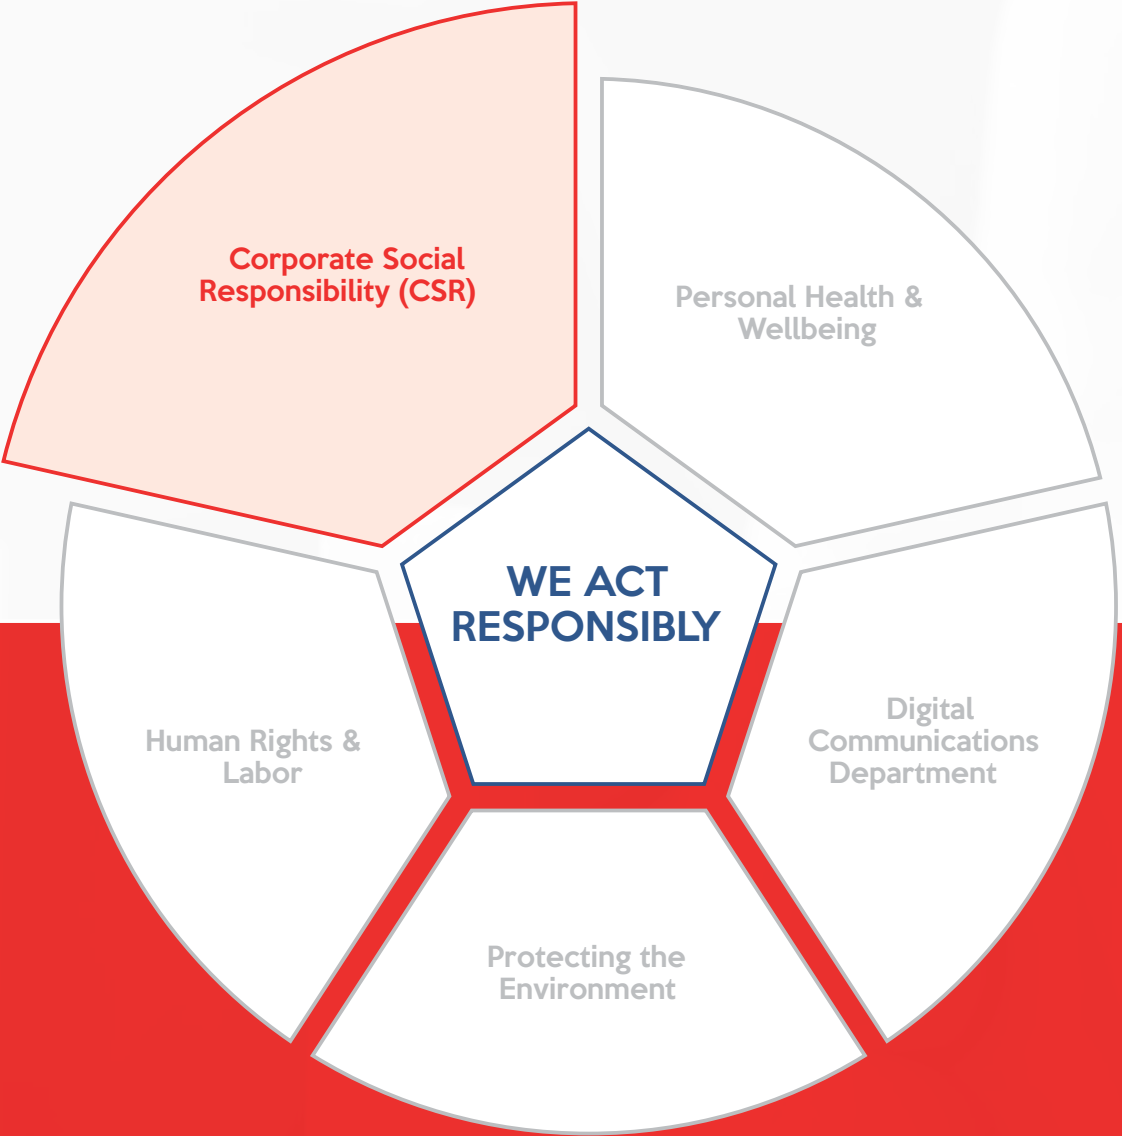 Corporate Social
Responsibility (CSR)
Personal Health &
Wellbeing
WE ACT
RESPONSIBLY
Human Rights &
Labor
Digital
Communications
Department
Protecting the
Environment